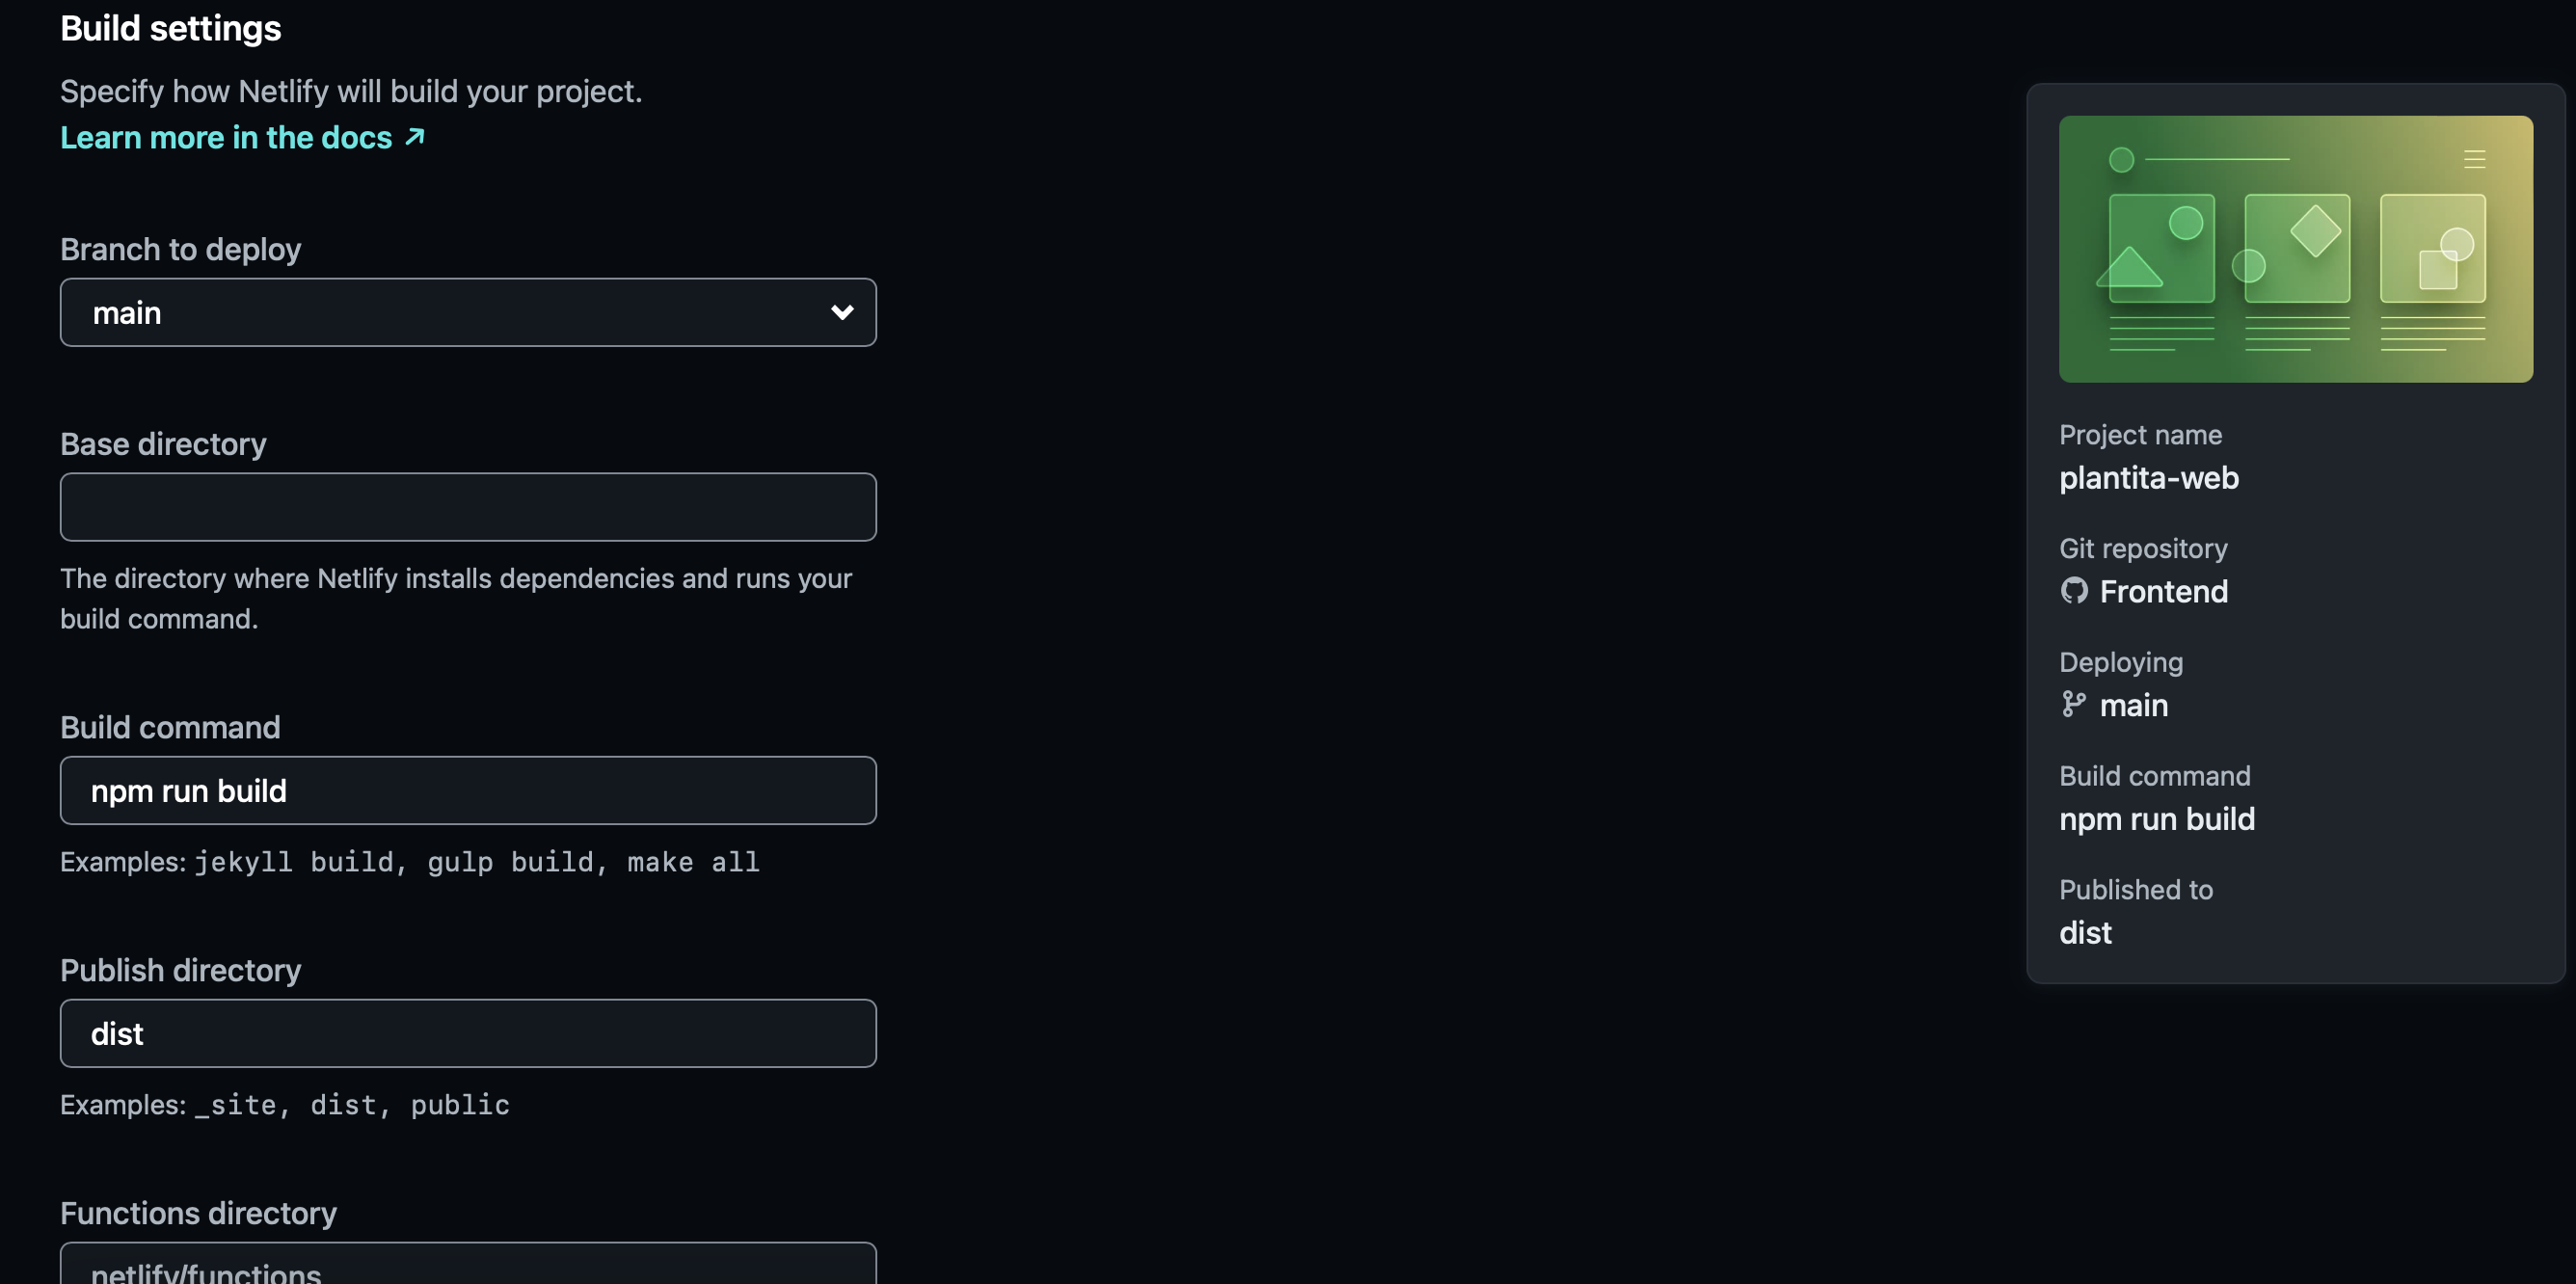 Build settings
Specify how Netlify will build your project.
Learn more in the docs ↗
Branch to deploy
main
Base directory
The directory where Netlify installs dependencies and runs your
build command.
Build command
npm run build
Examples: jekyll build, gulp build, make all
Publish directory
dist
Examples: _site, dist, public
Functions directory
netlify/functions
Project name
plantita-web
Git repository
Frontend
Deploying
main
Build command
npm run build
Published to
dist